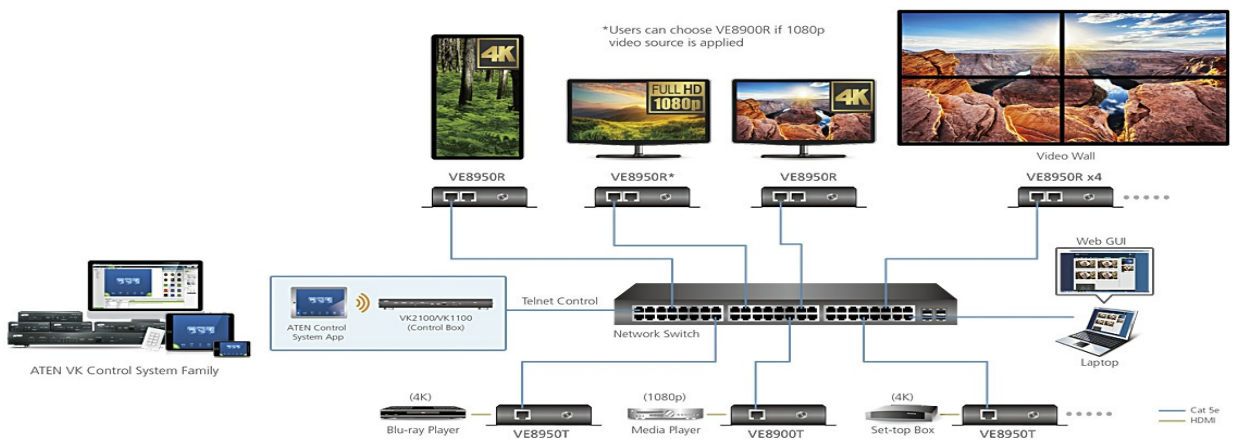 *Users can choose VE8900R if 1080p
video source is applied
4K
FULL HD
1080p
4K
Video Wall
VE8950R
VE8950R*
VE8950R
VE8950R x4
Web GUI
Telnet Control
ATEN Control
System App
VK2100/VK1100
(Control Box)
Network Switch
Laptop
ATEN VK Control System Family
(4K)
Blu-ray Player
VE8950T
(1080p)
Media Player
VE8900T
(4K)
Set-top Box
VE8950T
Cat 5e
HDMI